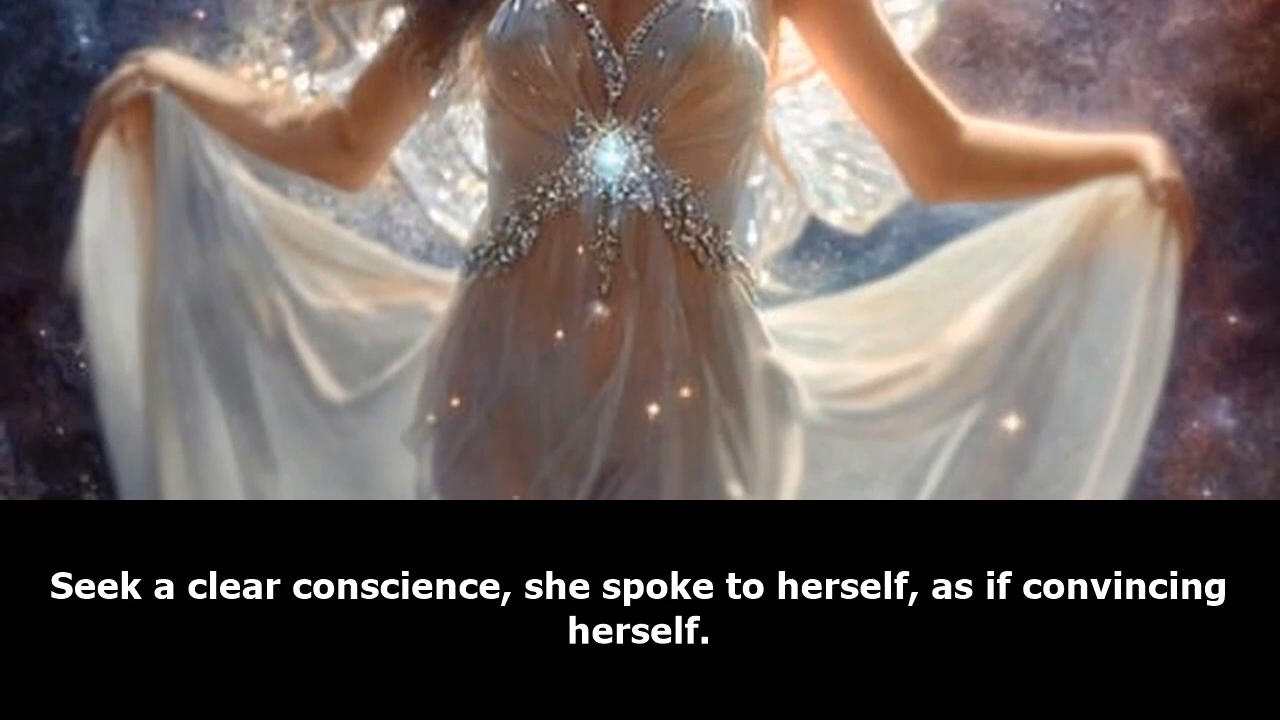 Seek a clear conscience, she spoke to herself, as if convincing
herself.